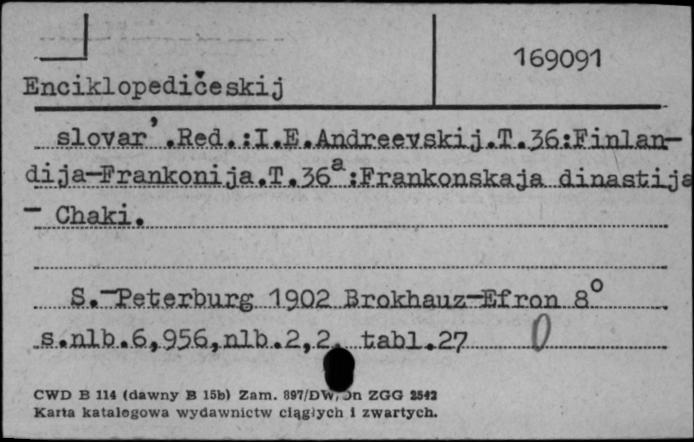 169091
Enciklopedičeskij
slovar'.Red.:I.E.Andreevskij.T.36:Finlan-
dija-Frankonija.T.36a:Frankonskaja dinastija
- Chaki.
S.-Peterburg 1902 Brokhauz-Efron 8°
s.nlb.6,956,nlb.2,2 tabl.27 0
CWD B 114 (dawny B 15b) Zam. 897/DW/Dn ZGG 2542
Karta katalogowa wydawnictw ciągłych i zwartych.